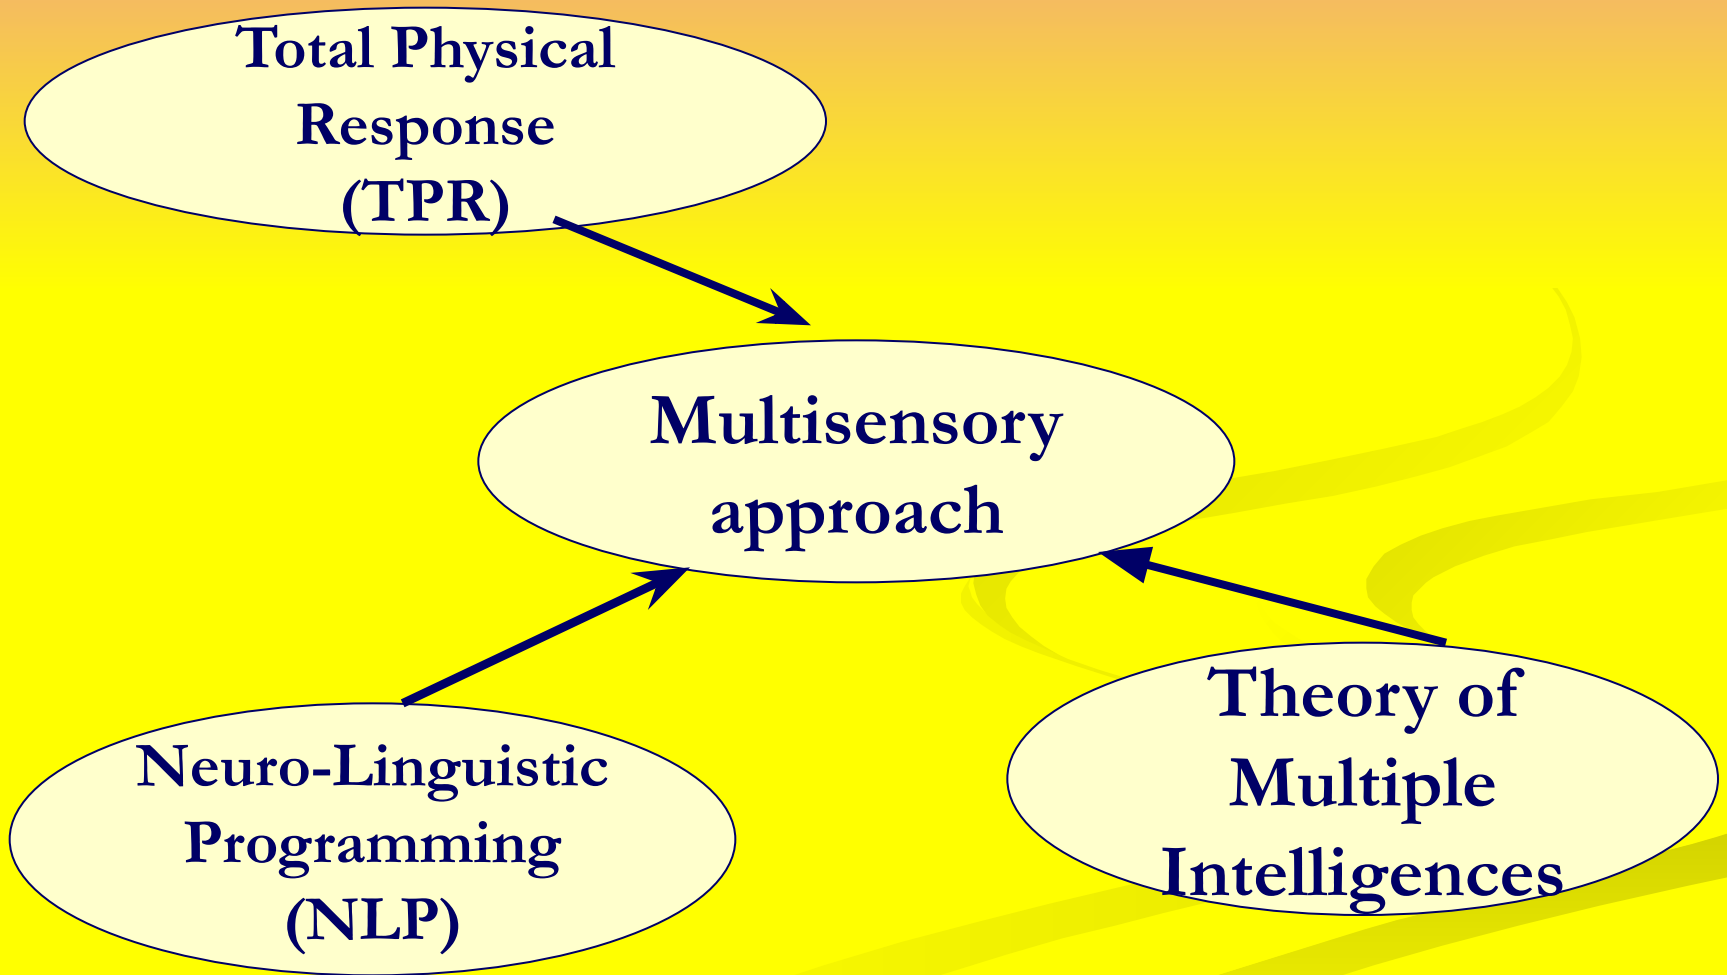 Total Physical
Response
(TPR)
Multisensory
approach
Neuro-Linguistic
Programming
(NLP)
Theory of
Multiple
Intelligences